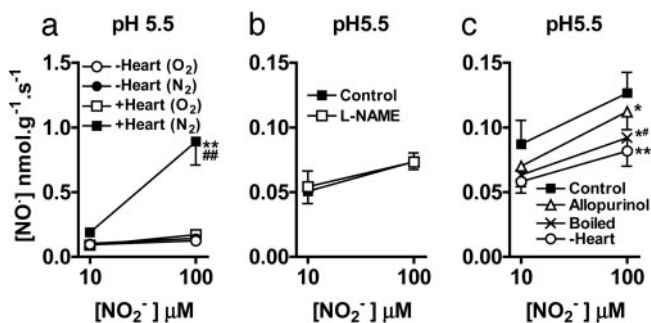 a pH 5.5
[NO·] nmol.g⁻¹.s⁻¹
1.5
1.0
0.5
0.0
-Heart (O₂)
-Heart (N₂)
+Heart (O₂)
+Heart (N₂)
**
##
10 100
[NO₂⁻] μM
b pH5.5
0.15
0.10
0.05
0.00
Control
L-NAME
10 100
[NO₂⁻] μM
c pH5.5
0.15
0.10
0.05
0.00
*
*#
**
Control
Allopurinol
Boiled
-Heart
10 100
[NO₂⁻] μM